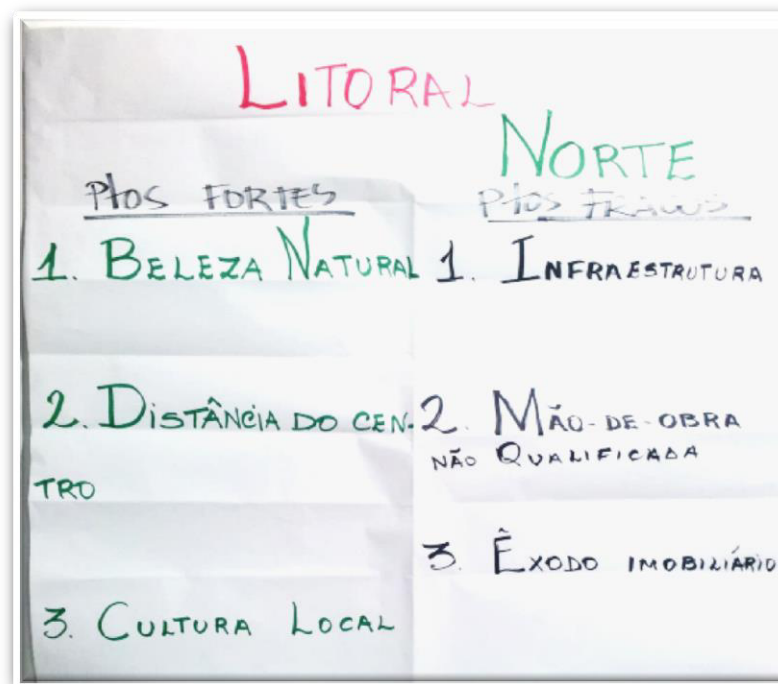 LITORAL
NORTE
Ptos FORTES
1. BELEZA NATURAL
2. DISTÂNCIA DO CEN-
TRO
3. CULTURA LOCAL
Ptos FRACOS
1. INFRAESTRUTURA
2. MÃO-DE-OBRA
NÃO QUALIFICADA
3. ÊXODO IMOBILIÁRIO